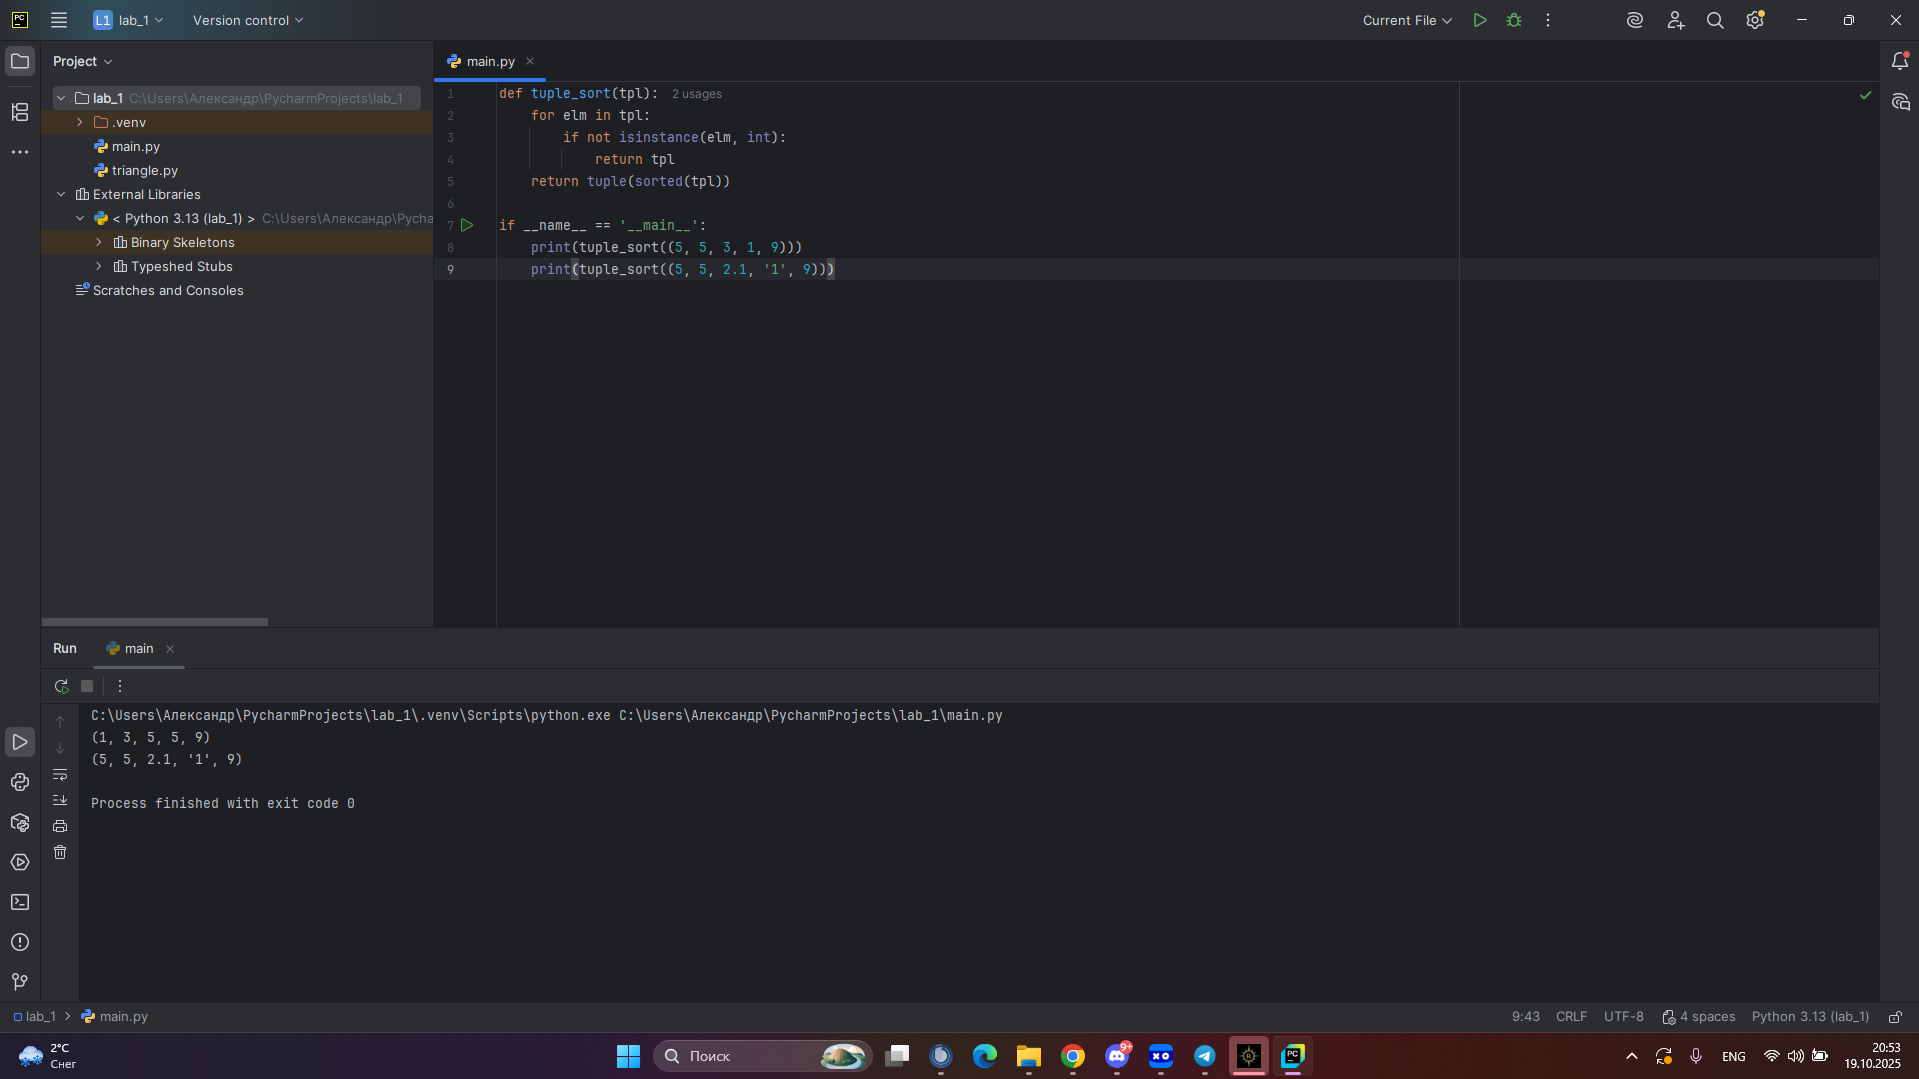 PC
L1 lab_1
Version control
Current File
Project
lab_1 C:\Users\Александр\PycharmProjects\lab_1
.venv
main.py
triangle.py
External Libraries
< Python 3.13 (lab_1) > C:\Users\Александр\Pycha
Binary Skeletons
Typeshed Stubs
Scratches and Consoles
main.py
1 def tuple_sort(tpl): 2 usages
2 for elm in tpl:
3 if not isinstance(elm, int):
4 return tpl
5 return tuple(sorted(tpl))
6
7 if __name__ == '__main__':
8 print(tuple_sort((5, 5, 3, 1, 9)))
9 print(tuple_sort((5, 5, 2.1, '1', 9)))
Run main
C:\Users\Александр\PycharmProjects\lab_1\.venv\Scripts\python.exe C:\Users\Александр\PycharmProjects\lab_1\main.py
(1, 3, 5, 5, 9)
(5, 5, 2.1, '1', 9)
Process finished with exit code 0
lab_1 > main.py
9:43 CRLF UTF-8 4 spaces Python 3.13 (lab_1)
2°C
Снег
Поиск
9+
XO
PC
ENG
20:53
19.10.2025